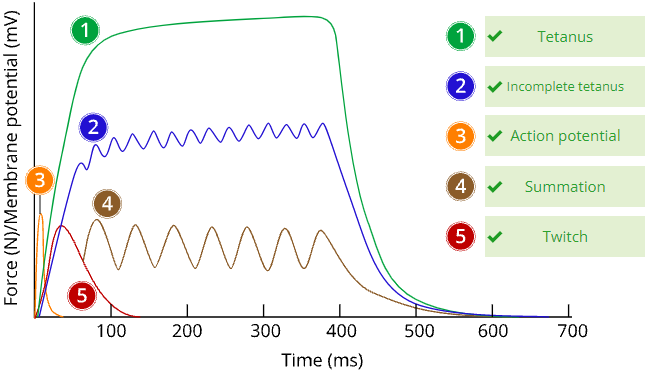 Force (N)/Membrane potential (mV)
1
2
3
4
5
100 200 300 400 500 600 700
Time (ms)
1 Tetanus
2 Incomplete tetanus
3 Action potential
4 Summation
5 Twitch